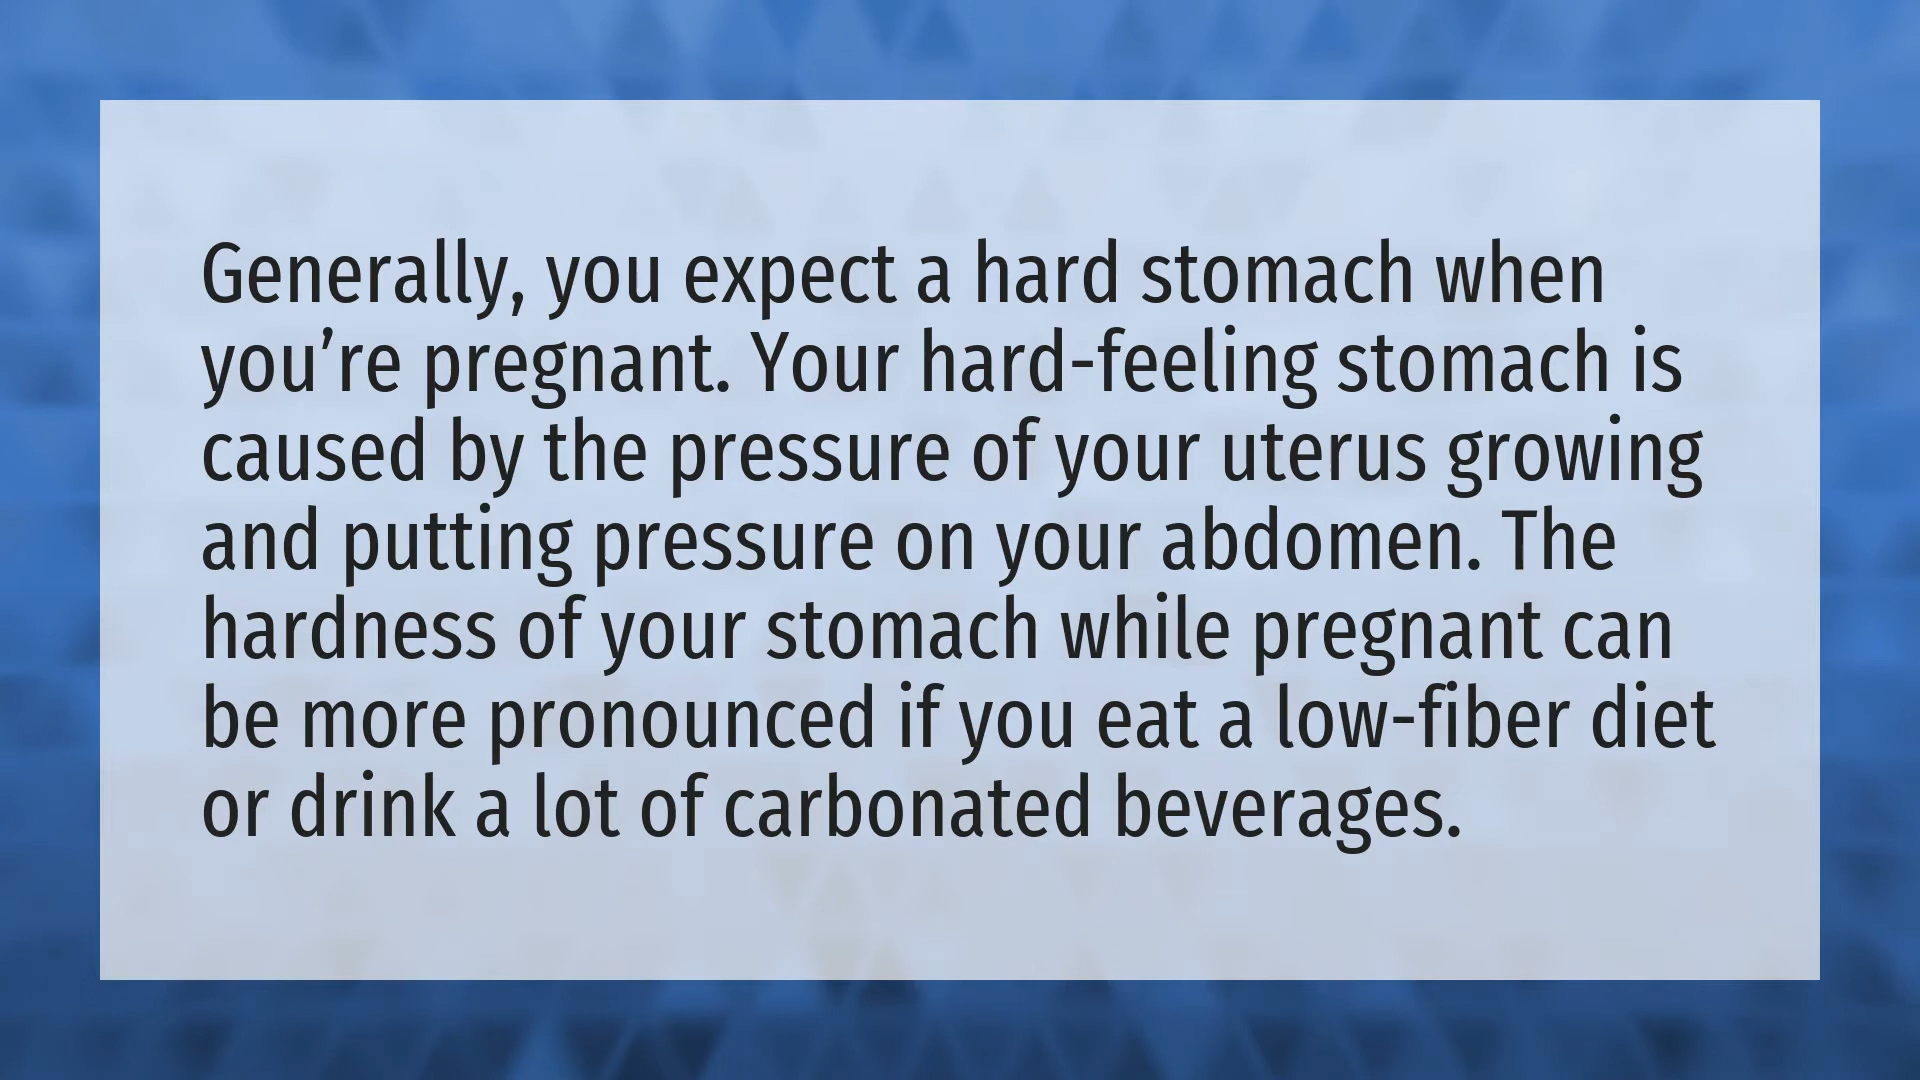 Generally, you expect a hard stomach when
you’re pregnant. Your hard-feeling stomach is
caused by the pressure of your uterus growing
and putting pressure on your abdomen. The
hardness of your stomach while pregnant can
be more pronounced if you eat a low-fiber diet
or drink a lot of carbonated beverages.